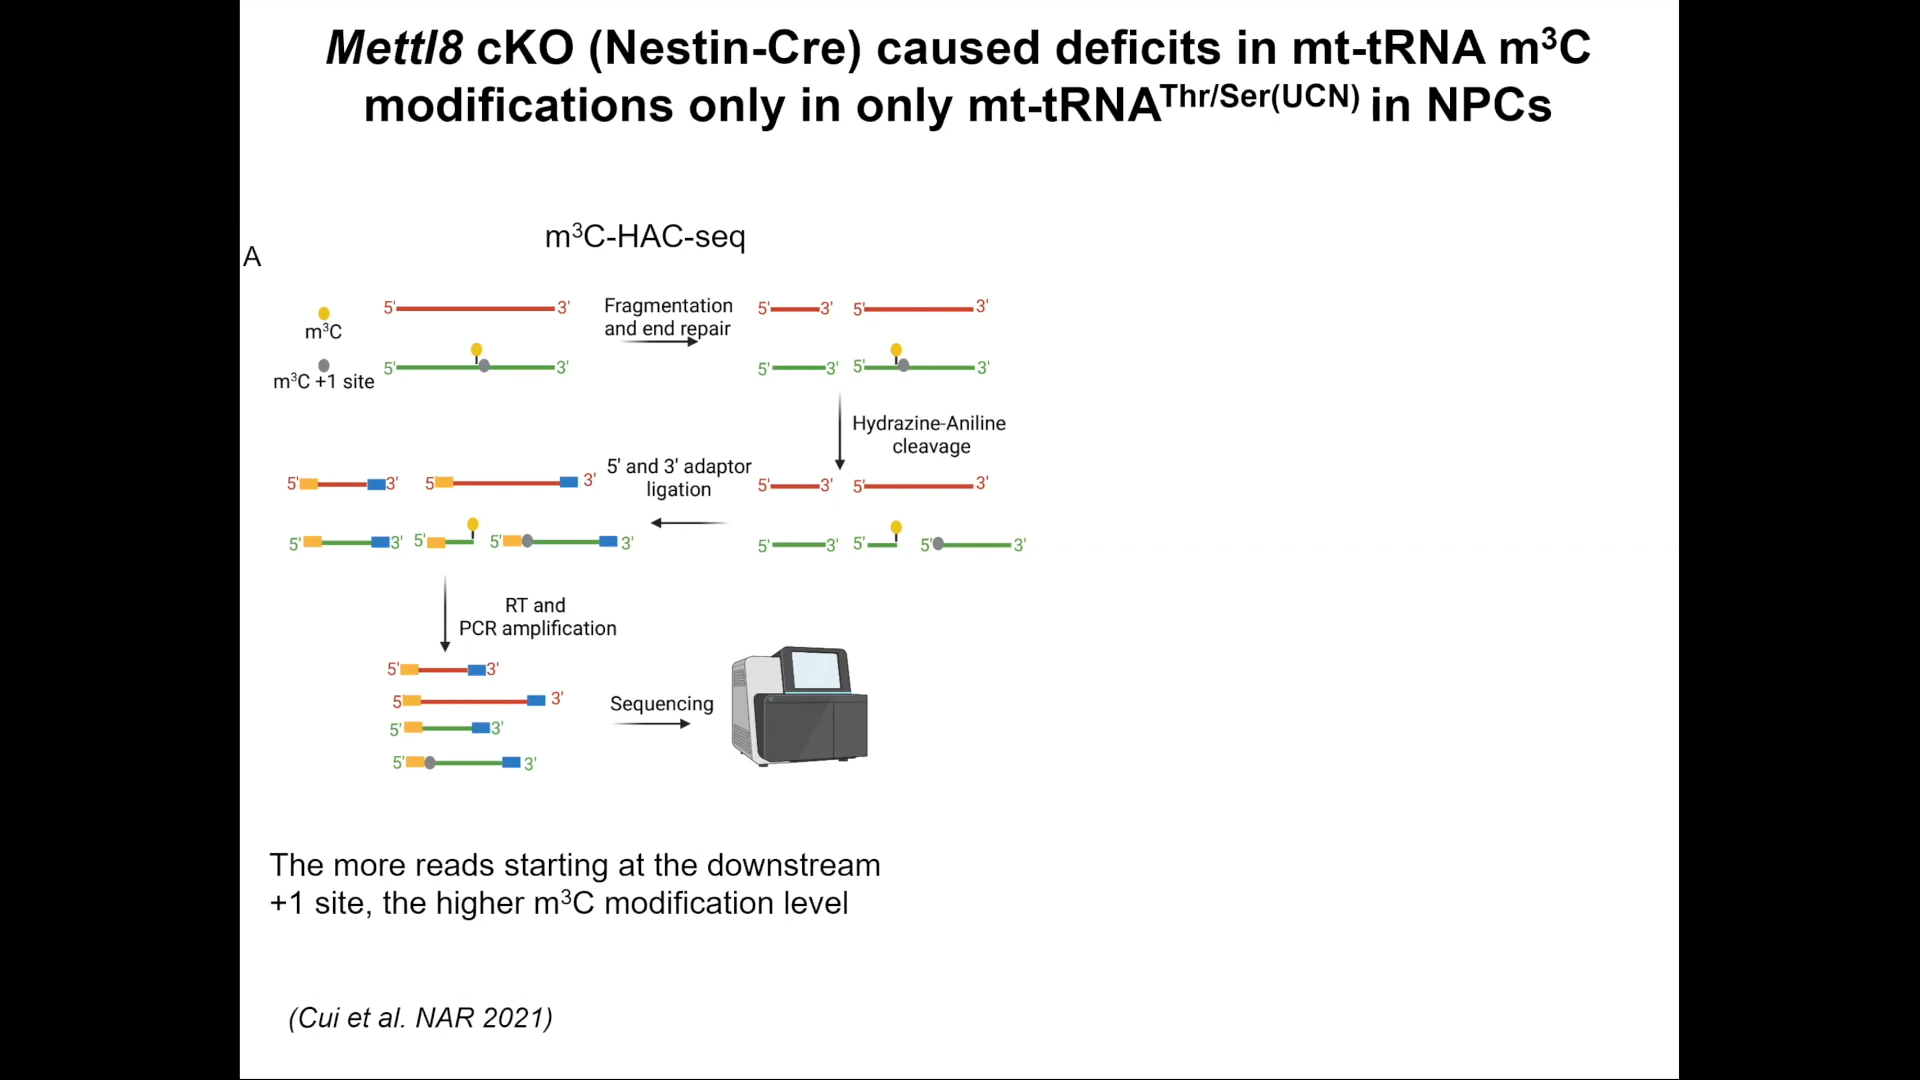 Mettl8 cKO (Nestin-Cre) caused deficits in mt-tRNA m³C
modifications only in only mt-tRNAThr/Ser(UCN) in NPCs
m³C-HAC-seq
A
m³C
m³C +1 site
5' 3'
5' 3'
Fragmentation
and end repair
5' 3' 5' 3'
5' 3' 5' 3'
Hydrazine-Aniline
cleavage
5' 3' 5' 3'
5' 3' 5' 5' 3'
5' and 3' adaptor
ligation
5' 3' 5 3'
5' 3' 5' 5' 3'
RT and
PCR amplification
5' 3'
5 3'
5' 3'
5' 3'
Sequencing
The more reads starting at the downstream
+1 site, the higher m³C modification level
(Cui et al. NAR 2021)